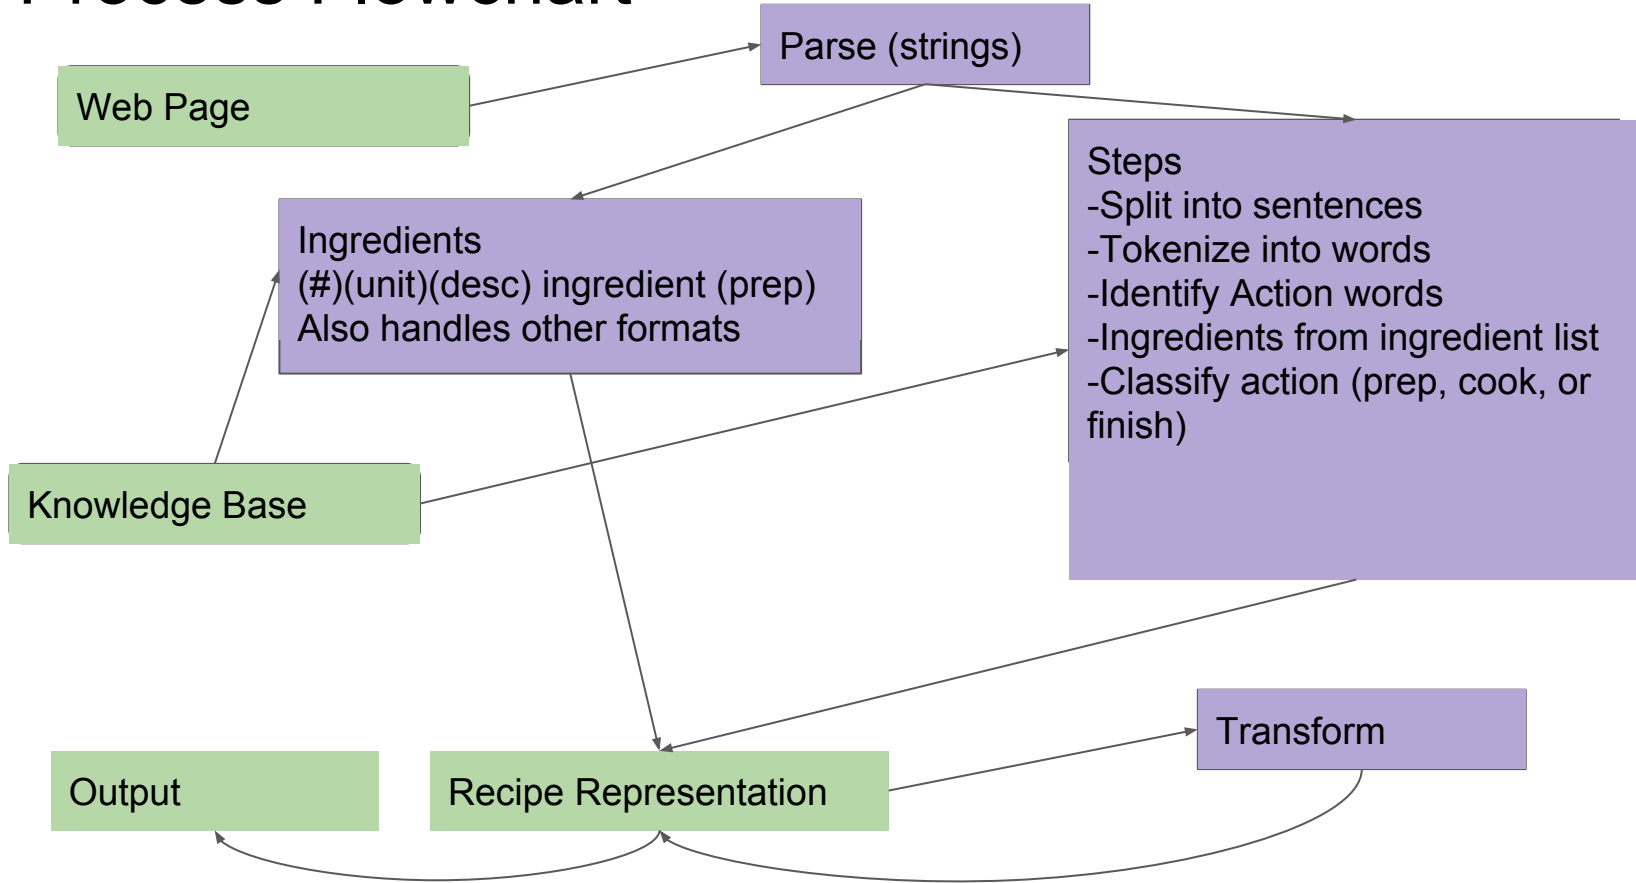 Process Flowchart
Parse (strings)
Web Page
Steps
-Split into sentences
-Tokenize into words
-Identify Action words
-Ingredients from ingredient list
-Classify action (prep, cook, or
finish)
Ingredients
(#)(unit)(desc) ingredient (prep)
Also handles other formats
Knowledge Base
Transform
Output
Recipe Representation